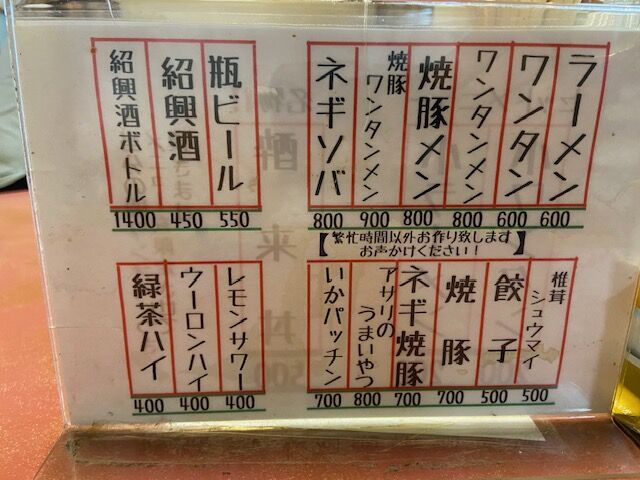 ラーメン 600
ワンタン 600
ワンタンメン 800
焼豚メン 800
焼豚ワンタンメン 900
ネギソバ 800
【繁忙時間以外お作り致します
お声かけください!】
椎茸シュウマイ 500
餃子 500
焼豚 700
ネギ焼豚 700
アサリのうまいやつ 800
いかパッチン 700
瓶ビール 550
紹興酒 450
紹興酒ボトル 1400
レモンサワー 400
ウーロンハイ 400
緑茶ハイ 400